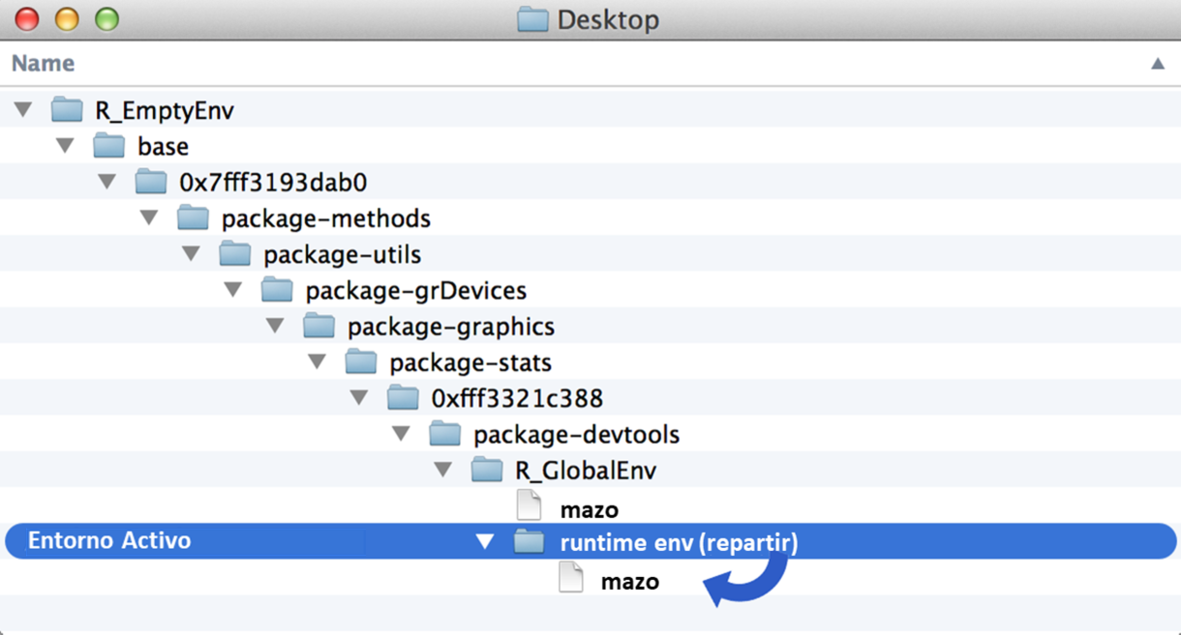 Desktop
Name
R_EmptyEnv
base
0x7fff3193dab0
package-methods
package-utils
package-grDevices
package-graphics
package-stats
0xfff3321c388
package-devtools
R_GlobalEnv
mazo
Entorno Activo runtime env (repartir)
mazo